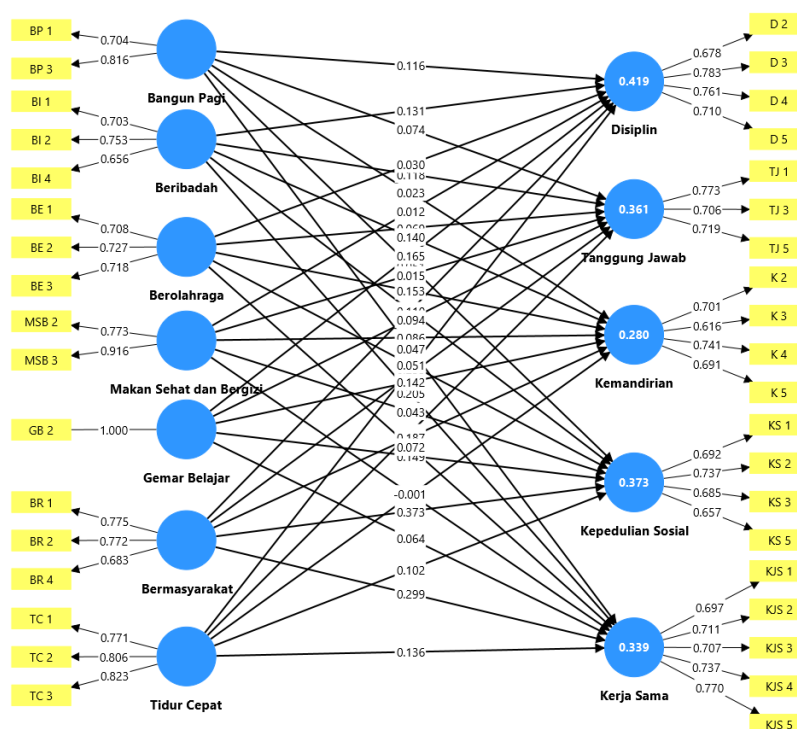 BP 1
0.704
BP 3
0.816
Bangun Pagi
BI 1
0.703
BI 2
0.753
BI 4
0.656
Beribadah
BE 1
0.708
BE 2
0.727
BE 3
0.718
Berolahraga
MSB 2
0.773
MSB 3
0.916
Makan Sehat dan Bergizi
GB 2
1.000
Gemar Belajar
BR 1
0.775
BR 2
0.772
BR 4
0.683
Bermasyarakat
TC 1
0.771
TC 2
0.806
TC 3
0.823
Tidur Cepat
0.116
0.131
0.074
0.030
0.118
0.023
0.012
0.140
0.165
0.015
0.153
0.094
0.086
0.047
0.051
0.142
0.205
0.043
0.187
0.072
0.149
-0.001
0.373
0.064
0.102
0.299
0.136
0.419
Disiplin
D 2
0.678
D 3
0.783
D 4
0.761
D 5
0.710
0.361
Tanggung Jawab
TJ 1
0.773
TJ 3
0.706
TJ 5
0.719
0.280
Kemandirian
K 2
0.701
K 3
0.616
K 4
0.741
K 5
0.691
0.373
Kepedulian Sosial
KS 1
0.692
KS 2
0.737
KS 3
0.685
KS 5
0.657
0.339
Kerja Sama
KJS 1
0.697
KJS 2
0.711
KJS 3
0.707
KJS 4
0.737
KJS 5
0.770